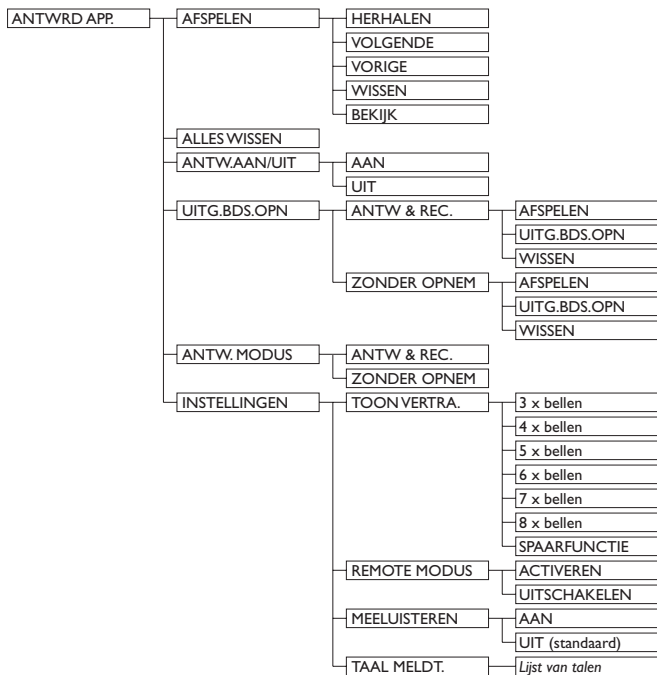 ANTWRD APP. AFSPELEN HERHALEN
VOLGENDE
VORIGE
WISSEN
BEKIJK
ALLES WISSEN
ANTW.AAN/UIT AAN
UIT
UITG.BDS.OPN ANTW & REC. AFSPELEN
UITG.BDS.OPN
WISSEN
ZONDER OPNEM AFSPELEN
UITG.BDS.OPN
WISSEN
ANTW. MODUS ANTW & REC.
ZONDER OPNEM
INSTELLINGEN TOON VERTRA. 3 x bellen
4 x bellen
5 x bellen
6 x bellen
7 x bellen
8 x bellen
SPAARFUNCTIE
REMOTE MODUS ACTIVEREN
UITSCHAKELEN
MEELUISTEREN AAN
UIT (standaard)
TAAL MELDT. Lijst van talen